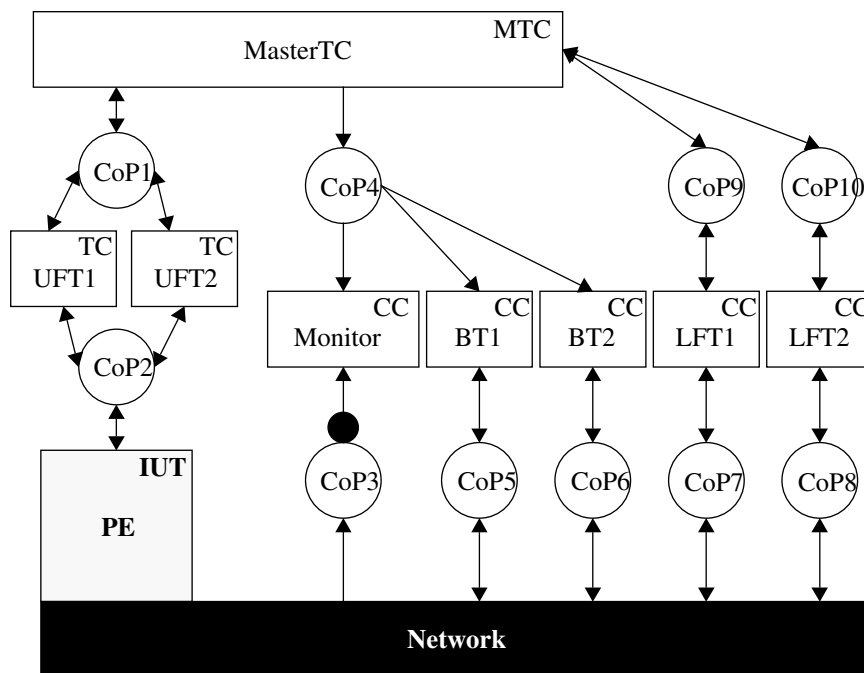 MTC
MasterTC
CoP1
CoP4
CoP9
CoP10
TC
UFT1
TC
UFT2
CC
Monitor
CC
BT1
CC
BT2
CC
LFT1
CC
LFT2
CoP2
IUT
PE
CoP3
CoP5
CoP6
CoP7
CoP8
Network